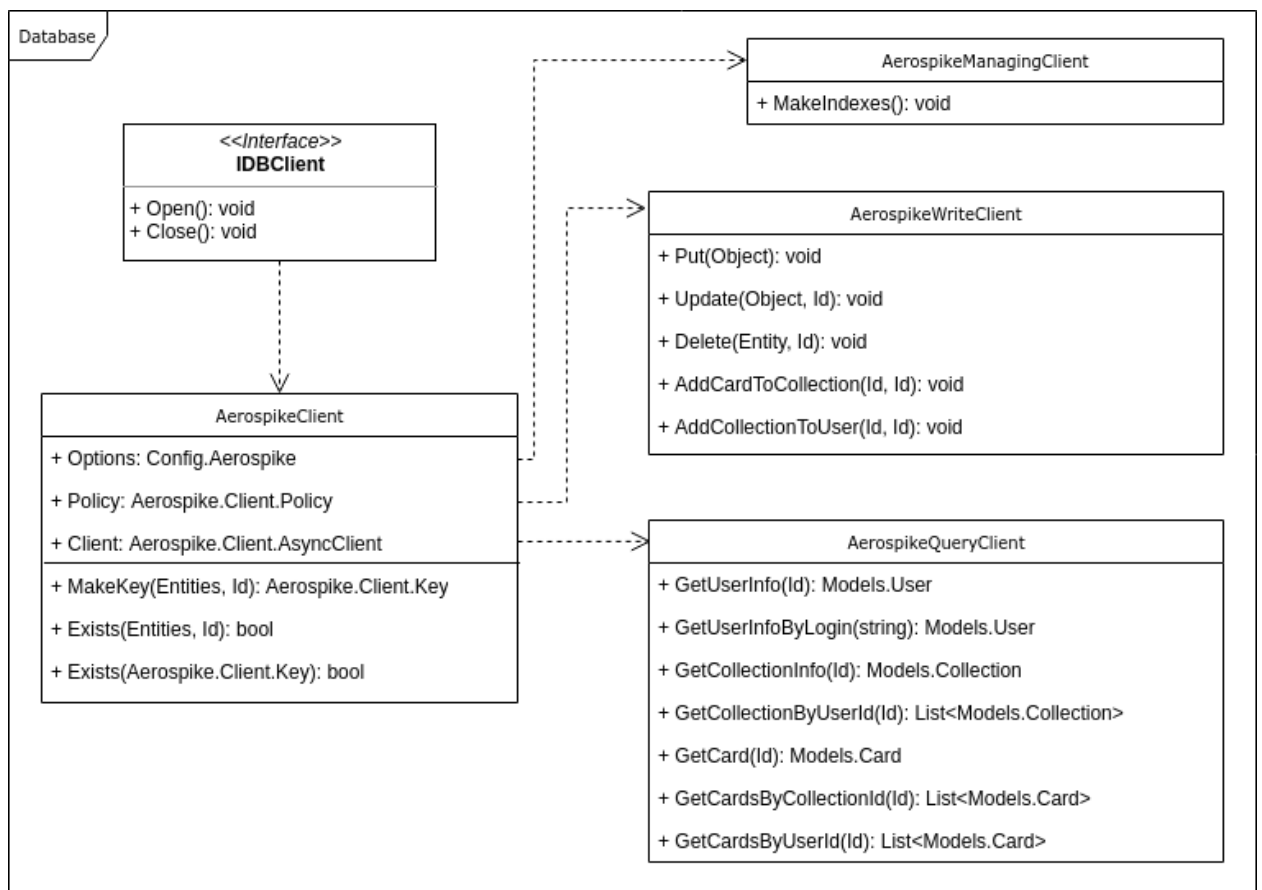 Database
<<Interface>>
IDBClient
+ Open(): void
+ Close(): void
AerospikeClient
+ Options: Config.Aerospike
+ Policy: Aerospike.Client.Policy
+ Client: Aerospike.Client.AsyncClient
+ MakeKey(Entities, Id): Aerospike.Client.Key
+ Exists(Entities, Id): bool
+ Exists(Aerospike.Client.Key): bool
AerospikeManagingClient
+ MakeIndexes(): void
AerospikeWriteClient
+ Put(Object): void
+ Update(Object, Id): void
+ Delete(Entity, Id): void
+ AddCardToCollection(Id, Id): void
+ AddCollectionToUser(Id, Id): void
AerospikeQueryClient
+ GetUserInfo(Id): Models.User
+ GetUserInfoByLogin(string): Models.User
+ GetCollectionInfo(Id): Models.Collection
+ GetCollectionByUserId(Id): List<Models.Collection>
+ GetCard(Id): Models.Card
+ GetCardsByCollectionId(Id): List<Models.Card>
+ GetCardsByUserId(Id): List<Models.Card>